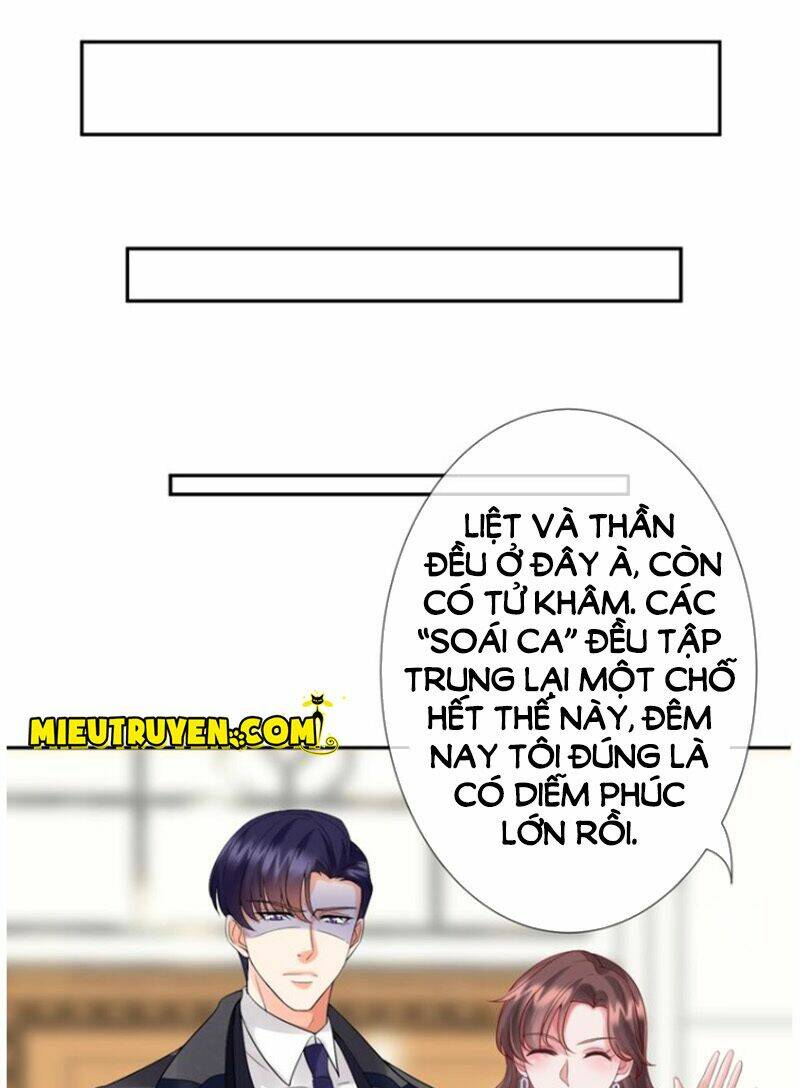 LIỆT VÀ THẦN
ĐỀU Ở ĐÂY À, CÒN
CÓ TỬ KHÂM. CÁC
“SOÁI CA” ĐỀU TẬP
TRUNG LẠI MỘT CHỖ
HẾT THẾ NÀY, ĐÊM
NAY TÔI ĐÚNG LÀ
CÓ DIỄM PHÚC
LỚN RỒI.
MIEUTRUYEN.COM